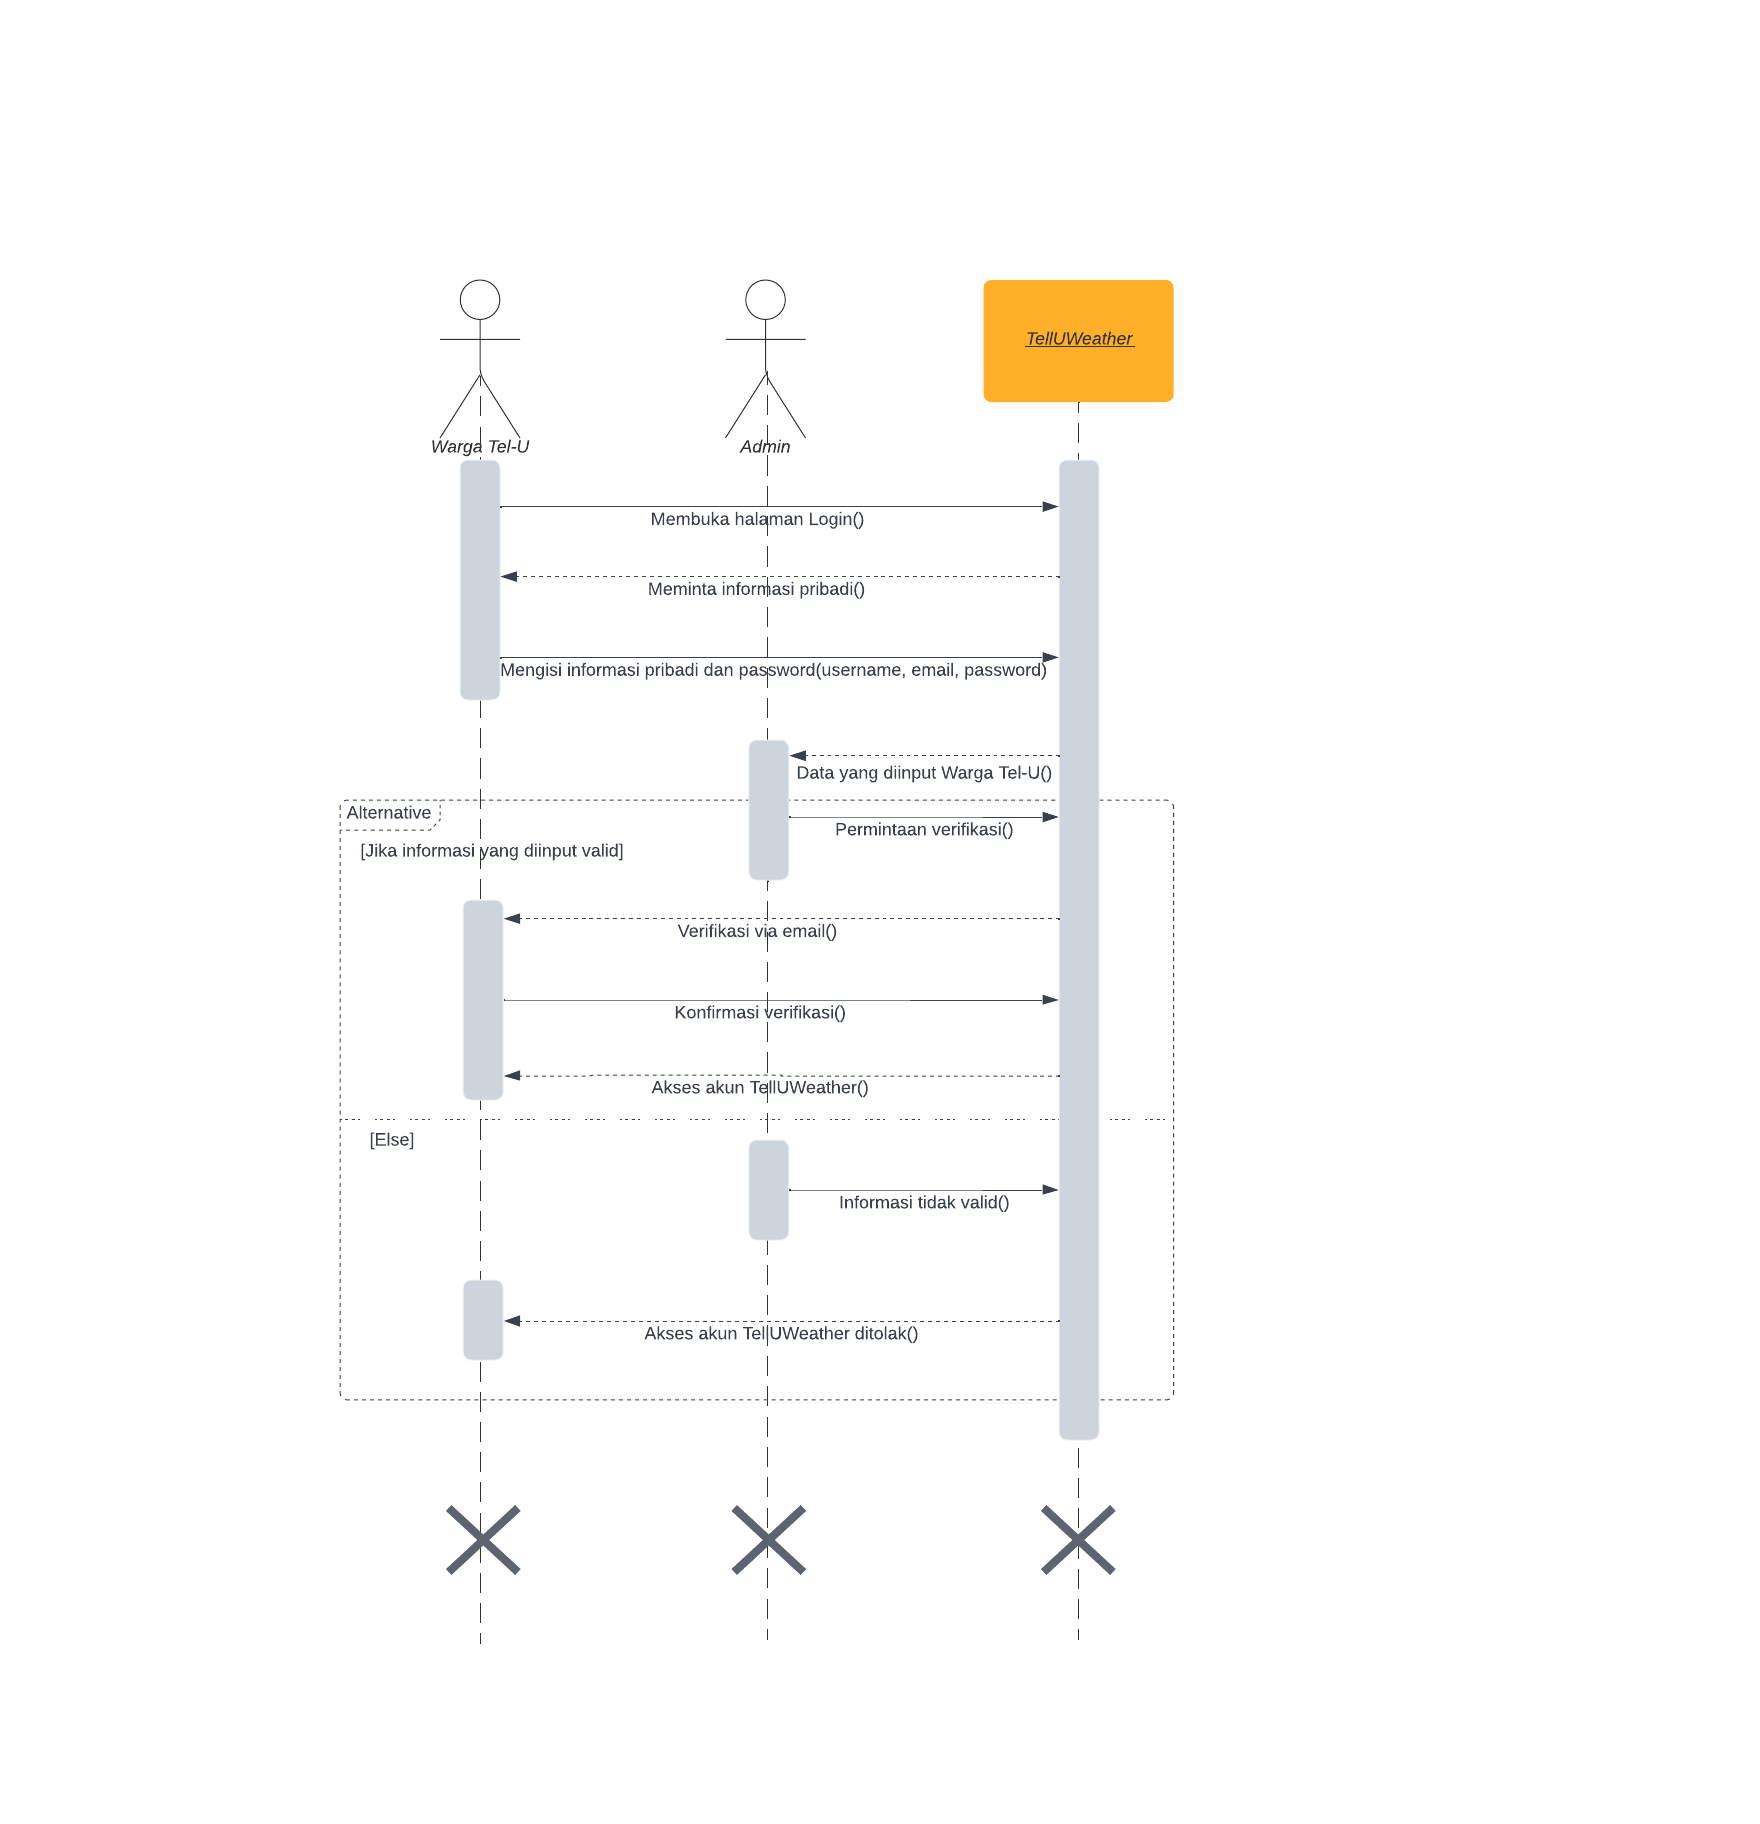 TellUWeather
Warga Tel-U
Admin
Membuka halaman Login()
Meminta informasi pribadi()
Mengisi informasi pribadi dan password(username, email, password)
Data yang diinput Warga Tel-U()
Alternative
Permintaan verifikasi()
[Jika informasi yang diinput valid]
Verifikasi via email()
Konfirmasi verifikasi()
Akses akun TellUWeather()
[Else]
Informasi tidak valid()
Akses akun TellUWeather ditolak()